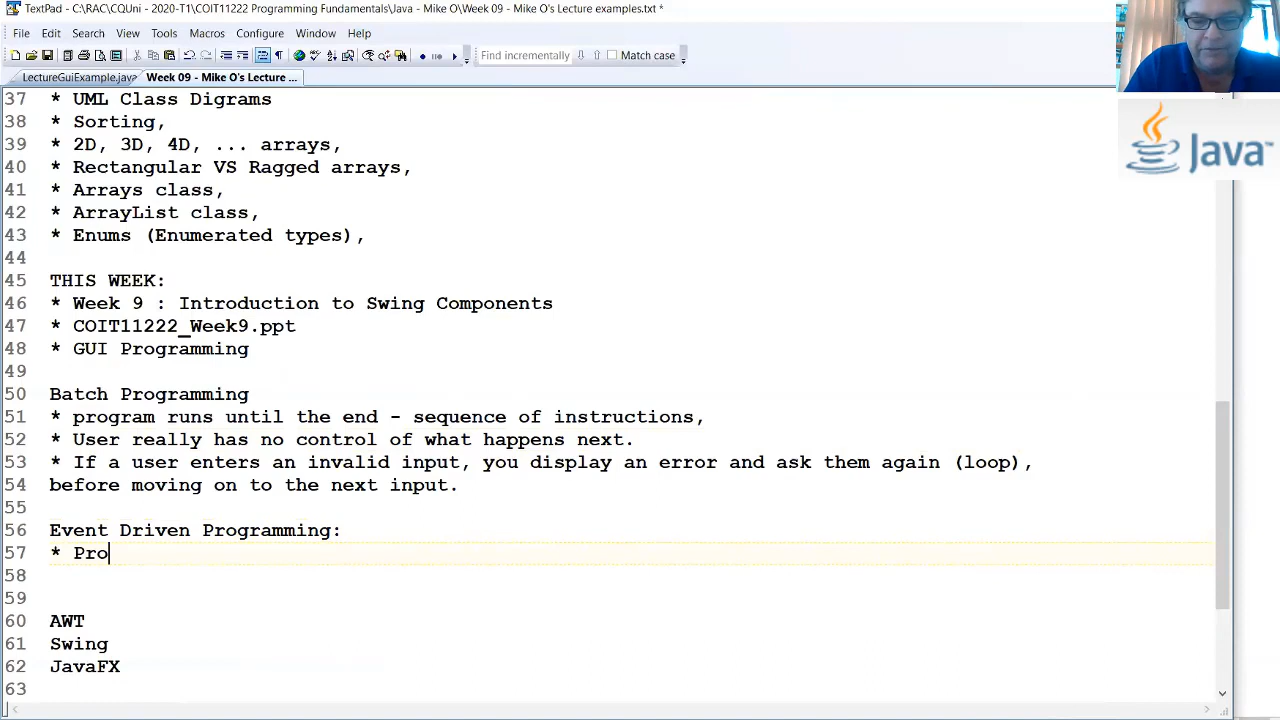 TextPad - C:\RAC\CQUni - 2020-T1\COIT11222 Programming Fundamentals\Java - Mike O\Week 09 - Mike O's Lecture examples.txt *
File Edit Search View Tools Macros Configure Window Help
Find incrementally Match case
LectureGuiExample.java Week 09 - Mike O's Lecture ...
37 * UML Class Digrams
38 * Sorting,
39 * 2D, 3D, 4D, ... arrays,
40 * Rectangular VS Ragged arrays,
41 * Arrays class,
42 * ArrayList class,
43 * Enums (Enumerated types),
44
45 THIS WEEK:
46 * Week 9 : Introduction to Swing Components
47 * COIT11222_Week9.ppt
48 * GUI Programming
49
50 Batch Programming
51 * program runs until the end - sequence of instructions,
52 * User really has no control of what happens next.
53 * If a user enters an invalid input, you display an error and ask them again (loop),
54 before moving on to the next input.
55
56 Event Driven Programming:
57 * Pro
58
59
60 AWT
61 Swing
62 JavaFX
63
Java™